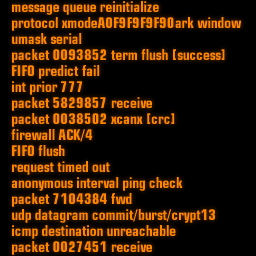 message queue reinitialize
protocol xmodeA0F9F9F9F90ark window
umask serial
packet 0093852 term flush [success]
FIFO predict fail
int prior 777
packet 5829857 receive
packet 0038502 xcanx [crc]
firewall ACK/4
FIFO flush
request timed out
anonymous interval ping check
packet 7104384 fwd
udp datagram commit/burst/crypt13
icmp destination unreachable
packet 0027451 receive